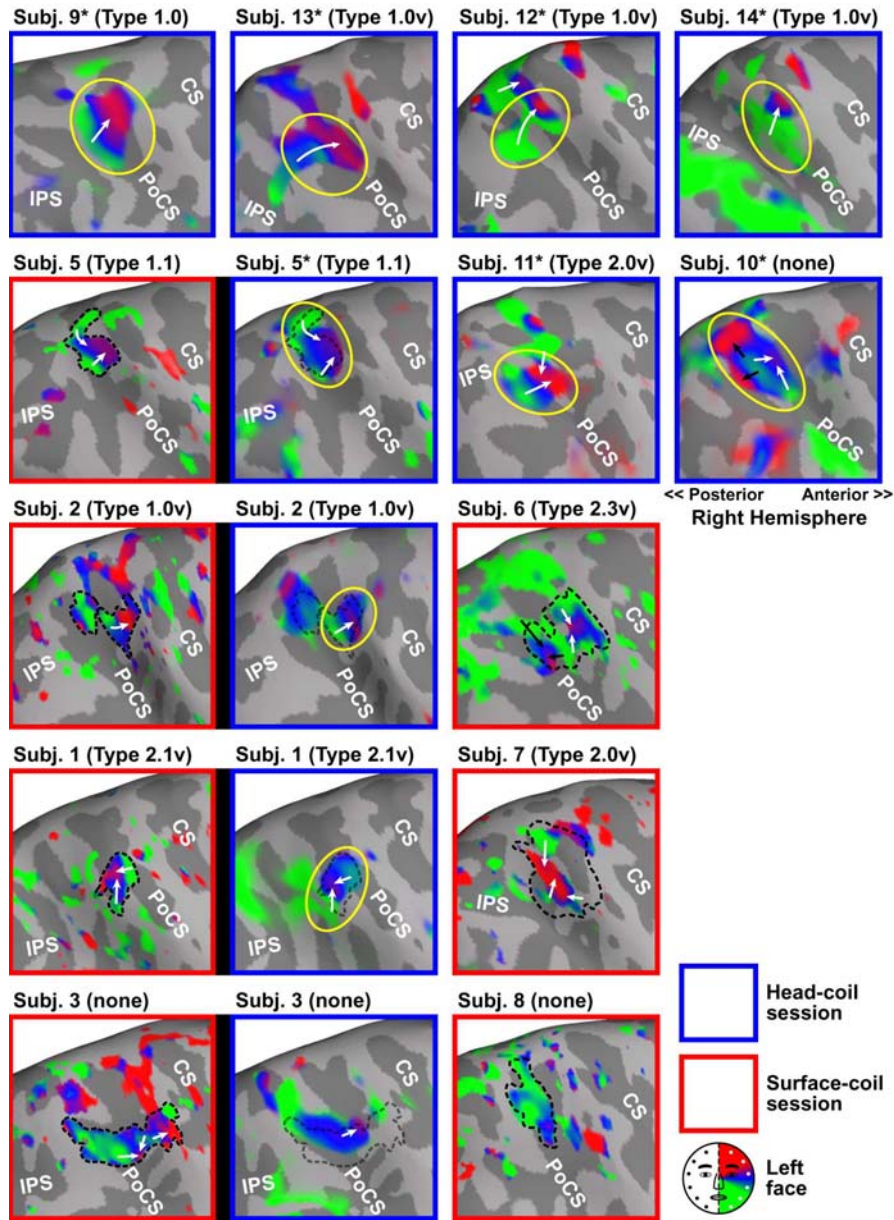 Subj. 9* (Type 1.0)
Subj. 13* (Type 1.0v)
Subj. 12* (Type 1.0v)
Subj. 14* (Type 1.0v)
CS
IPS
PoCS
CS
IPS
PoCS
CS
IPS
PoCS
CS
IPS
PoCS
Subj. 5 (Type 1.1)
Subj. 5* (Type 1.1)
Subj. 11* (Type 2.0v)
Subj. 10* (none)
CS
IPS
PoCS
CS
IPS
PoCS
CS
IPS
PoCS
CS
IPS
PoCS
<< Posterior Anterior >>
Right Hemisphere
Subj. 2 (Type 1.0v)
Subj. 2 (Type 1.0v)
Subj. 6 (Type 2.3v)
CS
IPS
PoCS
CS
IPS
PoCS
CS
IPS
PoCS
Subj. 1 (Type 2.1v)
Subj. 1 (Type 2.1v)
Subj. 7 (Type 2.0v)
CS
IPS
PoCS
CS
IPS
PoCS
CS
IPS
PoCS
Subj. 3 (none)
Subj. 3 (none)
Subj. 8 (none)
CS
IPS
PoCS
CS
IPS
PoCS
CS
IPS
PoCS
Head-coil
session
Surface-coil
session
Left
face